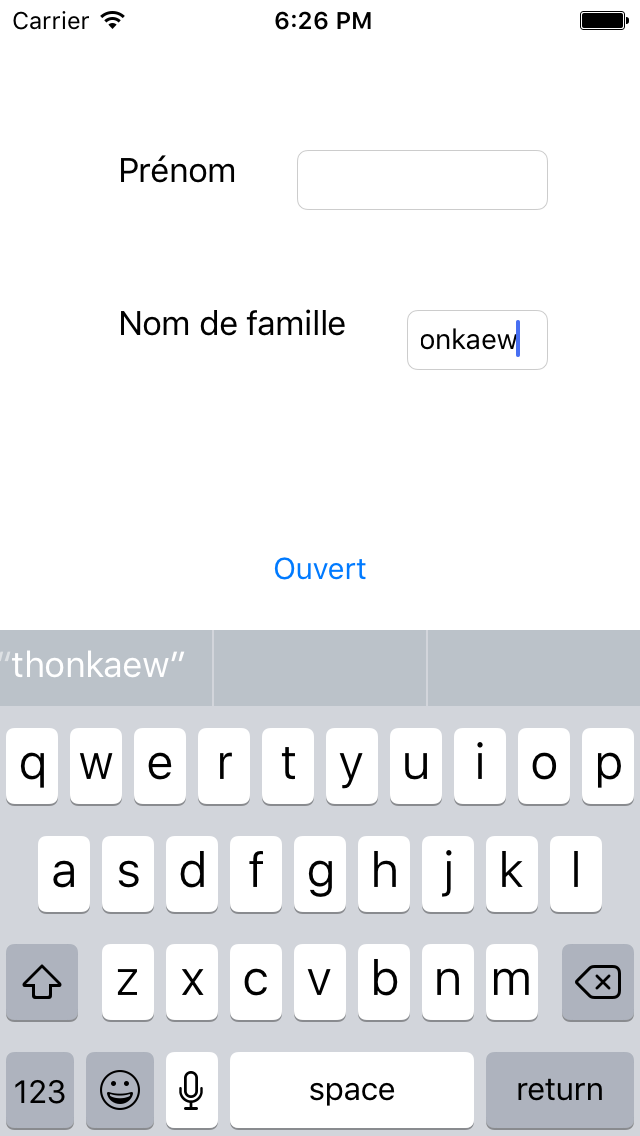 Carrier 6:26 PM
Prénom
Nom de famille onkaew
Ouvert
“thonkaew”
q w e r t y u i o p
a s d f g h j k l
z x c v b n m
123 space return